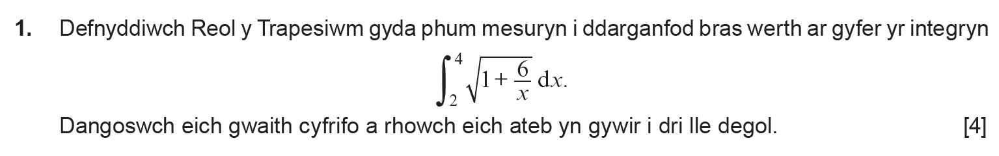 1. Defnyddiwch Reol y Trapesiwm gyda phum mesuryn i ddarganfod bras werth ar gyfer yr integryn
∫₂⁴ √(1 + 6/x) dx.
Dangoswch eich gwaith cyfrifo a rhowch eich ateb yn gywir i dri lle degol. [4]